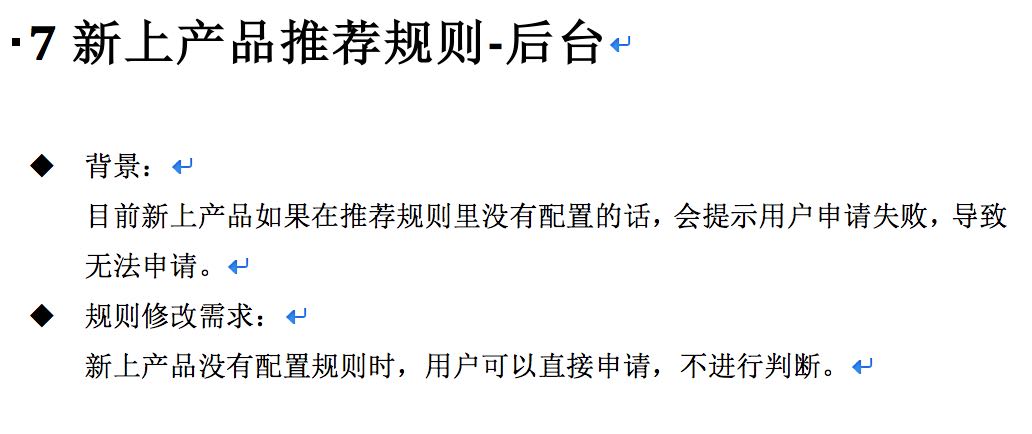 7 新上产品推荐规则-后台
◆ 背景：
目前新上产品如果在推荐规则里没有配置的话，会提示用户申请失败，导致
无法申请。
◆ 规则修改需求：
新上产品没有配置规则时，用户可以直接申请，不进行判断。